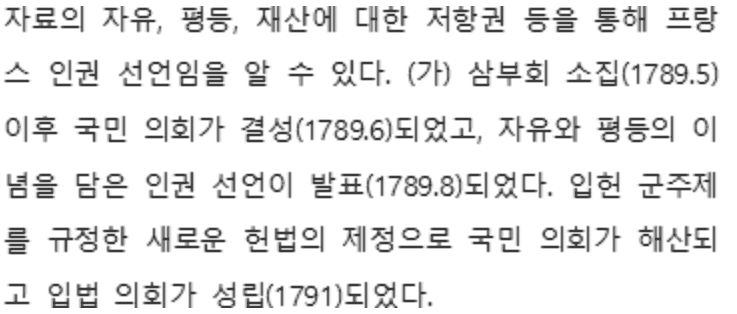 자료의 자유, 평등, 재산에 대한 저항권 등을 통해 프랑
스 인권 선언임을 알 수 있다. (가) 삼부회 소집(1789.5)
이후 국민 의회가 결성(1789.6)되었고, 자유와 평등의 이
념을 담은 인권 선언이 발표(1789.8)되었다. 입헌 군주제
를 규정한 새로운 헌법의 제정으로 국민 의회가 해산되
고 입법 의회가 성립(1791)되었다.